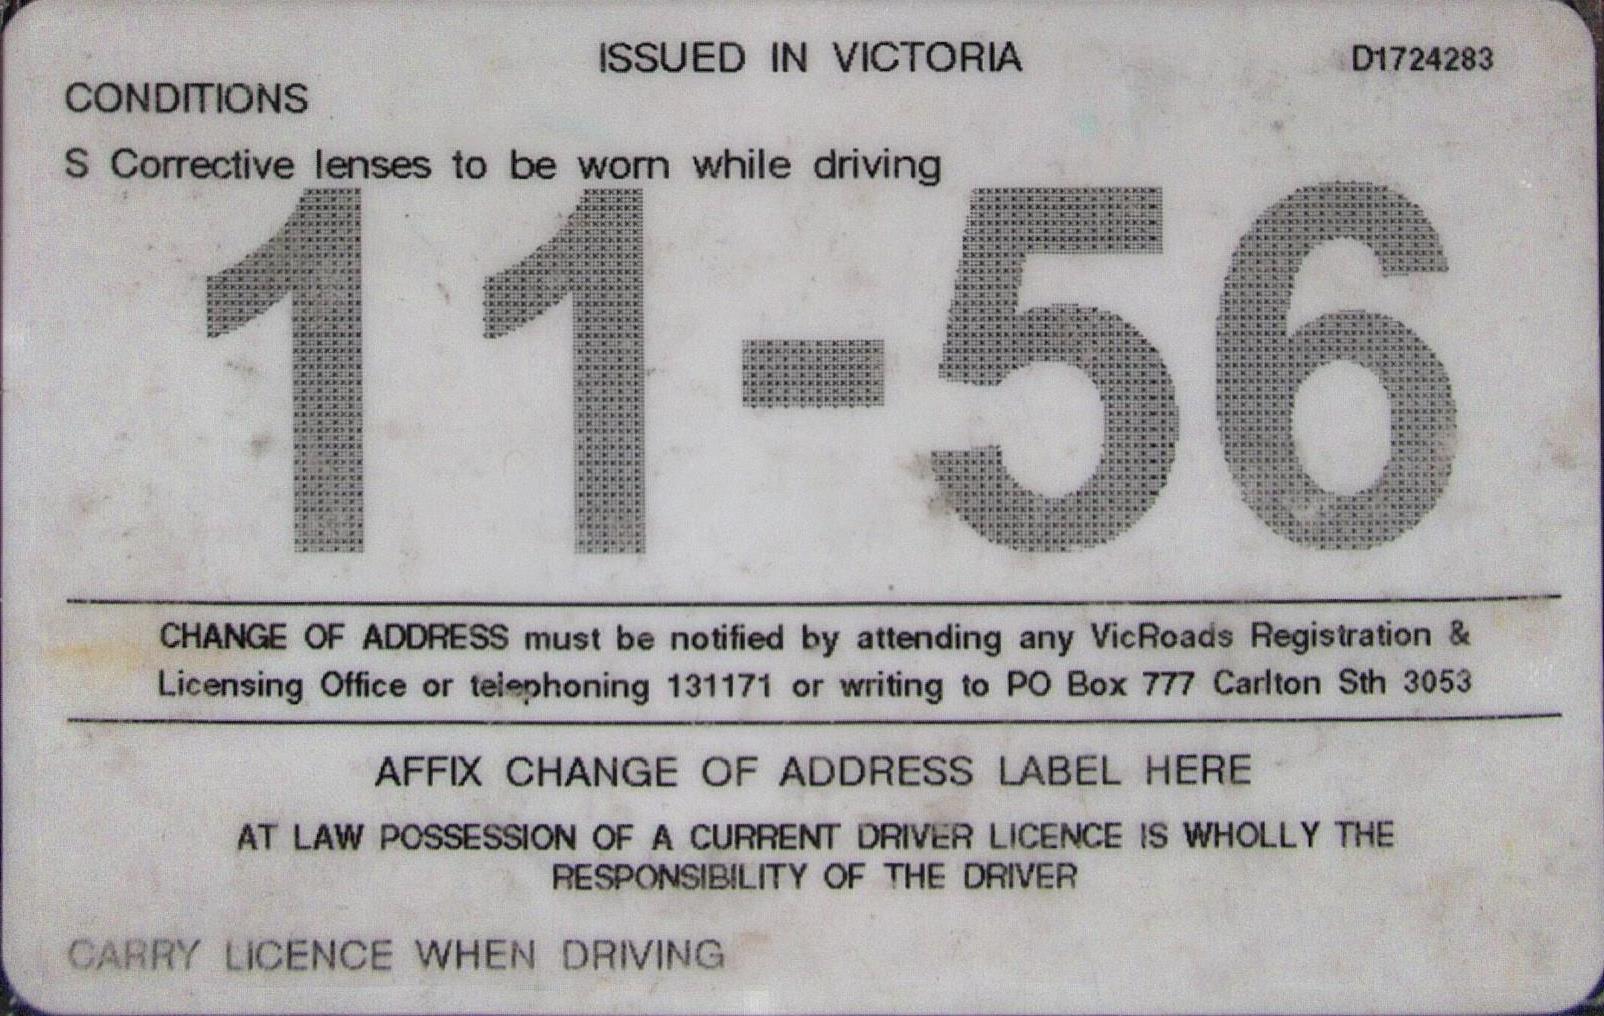 ISSUED IN VICTORIA D1724283
CONDITIONS
S Corrective lenses to be worn while driving
11-56
CHANGE OF ADDRESS must be notified by attending any VicRoads Registration &
Licensing Office or telephoning 131171 or writing to PO Box 777 Carlton Sth 3053
AFFIX CHANGE OF ADDRESS LABEL HERE
AT LAW POSSESSION OF A CURRENT DRIVER LICENCE IS WHOLLY THE
RESPONSIBILITY OF THE DRIVER
CARRY LICENCE WHEN DRIVING